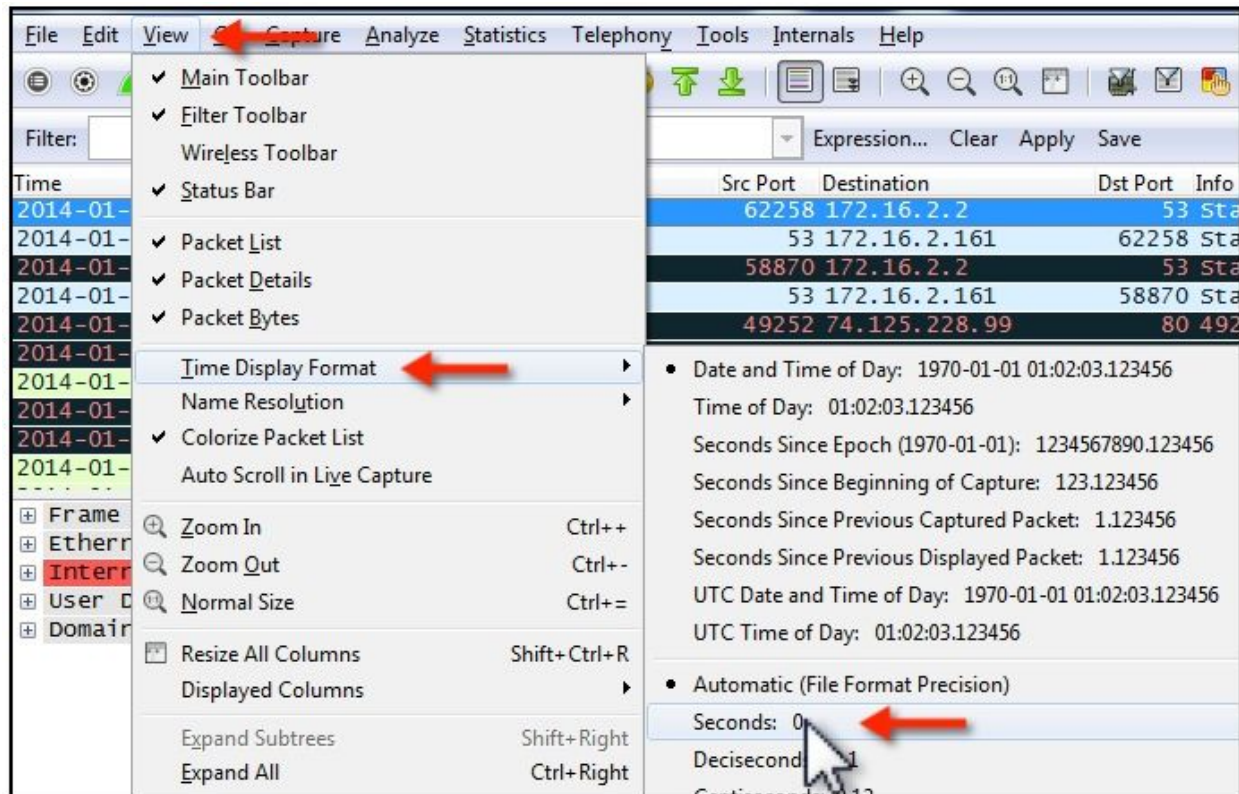 File Edit View Capture Analyze Statistics Telephony Tools Internals Help
Main Toolbar
Filter Toolbar
Wireless Toolbar
Status Bar
Packet List
Packet Details
Packet Bytes
Time Display Format
Name Resolution
Colorize Packet List
Auto Scroll in Live Capture
Zoom In Ctrl++
Zoom Out Ctrl+-
Normal Size Ctrl+=
Resize All Columns Shift+Ctrl+R
Displayed Columns
Expand Subtrees Shift+Right
Expand All Ctrl+Right
Filter: Expression... Clear Apply Save
Time Src Port Destination Dst Port Info
2014-01- 62258 172.16.2.2 53 Sta
2014-01- 53 172.16.2.161 62258 Sta
2014-01- 58870 172.16.2.2 53 Sta
2014-01- 53 172.16.2.161 58870 Sta
2014-01- 49252 74.125.228.99 80 492
2014-01-
2014-01-
2014-01-
2014-01-
2014-01-
Frame
Etherr
Interr
User D
Domair
Date and Time of Day: 1970-01-01 01:02:03.123456
Time of Day: 01:02:03.123456
Seconds Since Epoch (1970-01-01): 1234567890.123456
Seconds Since Beginning of Capture: 123.123456
Seconds Since Previous Captured Packet: 1.123456
Seconds Since Previous Displayed Packet: 1.123456
UTC Date and Time of Day: 1970-01-01 01:02:03.123456
UTC Time of Day: 01:02:03.123456
Automatic (File Format Precision)
Seconds: 0
Decisecond 1